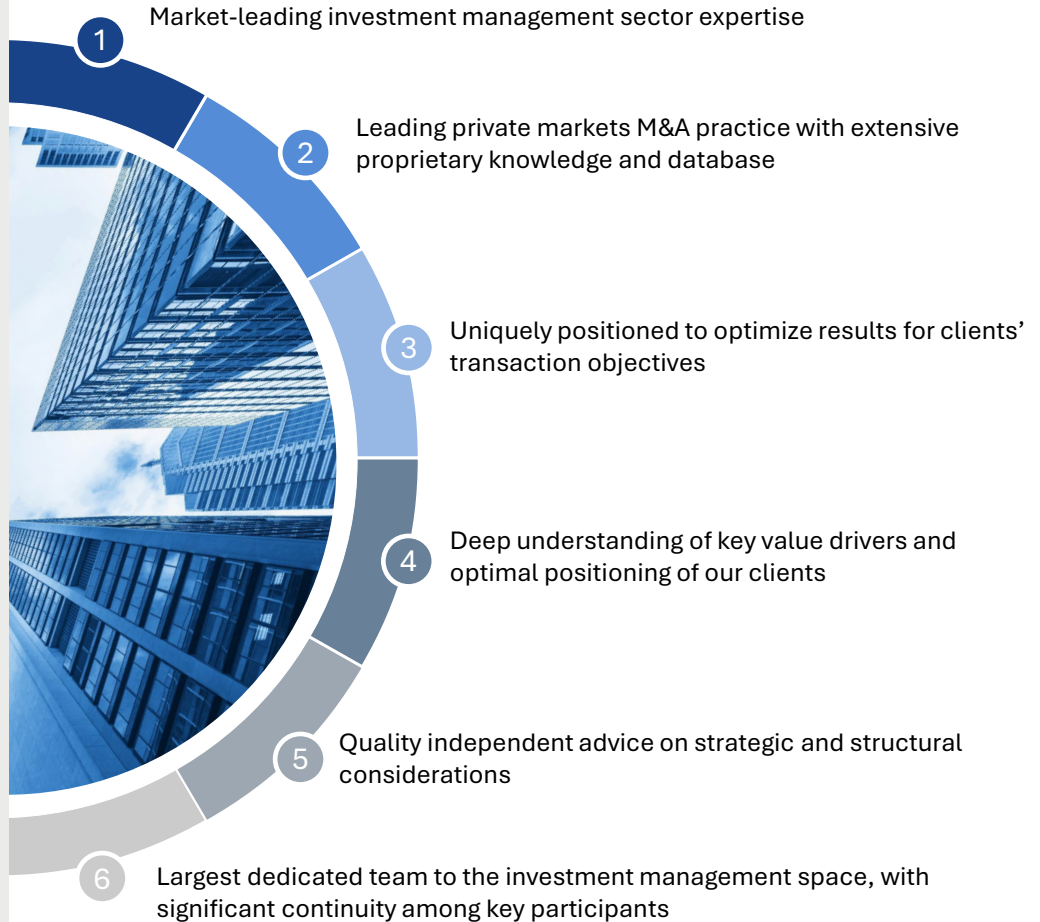 Market-leading investment management sector expertise
1
Leading private markets M&A practice with extensive
proprietary knowledge and database
2
Uniquely positioned to optimize results for clients’
transaction objectives
3
Deep understanding of key value drivers and
optimal positioning of our clients
4
Quality independent advice on strategic and structural
considerations
5
Largest dedicated team to the investment management space, with
significant continuity among key participants
6